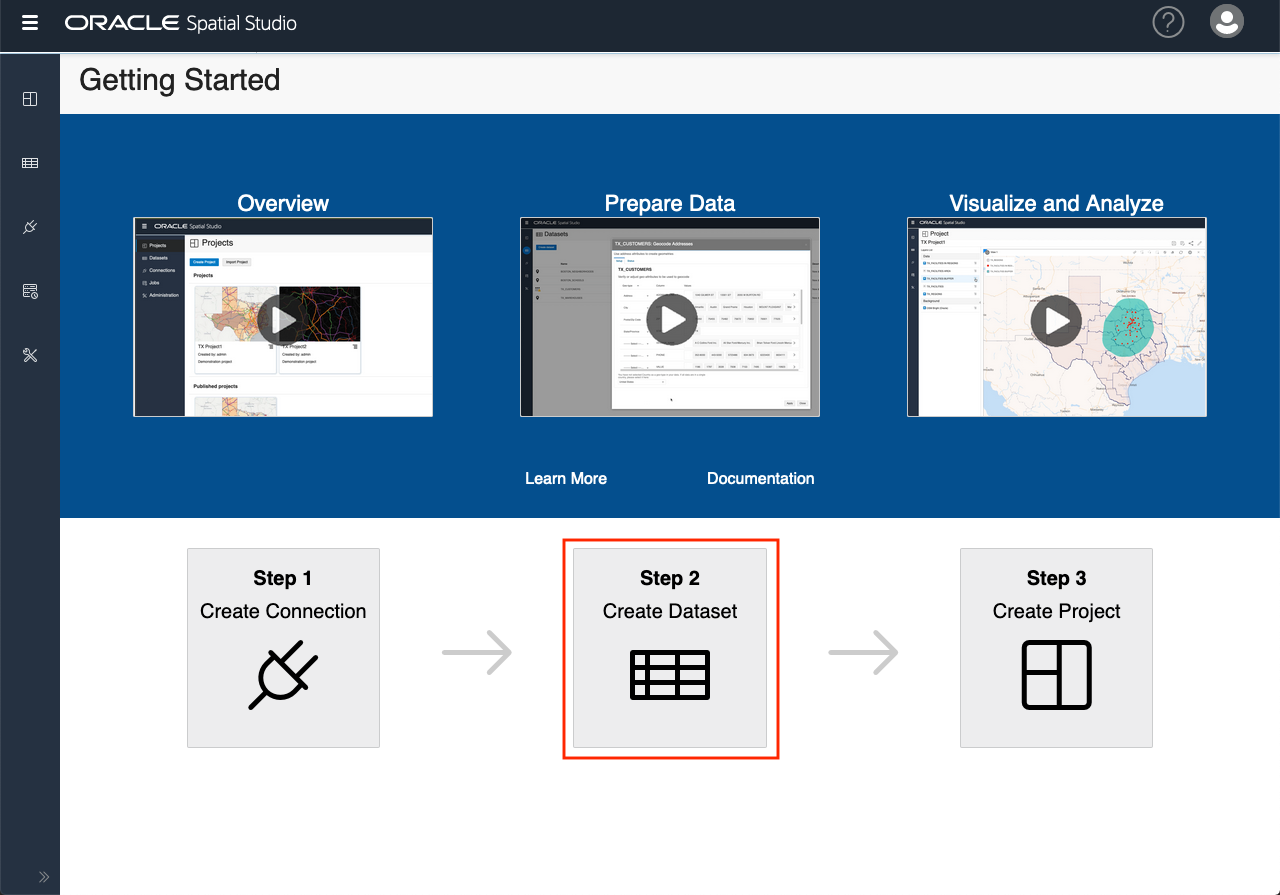 ORACLE Spatial Studio
Getting Started
Overview
Prepare Data
Visualize and Analyze
ORACLE Spatial Studio
Projects
Datasets
Connections
Jobs
Administration
Projects
Create Project
Import Project
Projects
TX Project1
Created by: admin
Demonstration project
TX Project2
Created by: admin
Demonstration project
Published projects
ORACLE Spatial Studio
Datasets
TX_CUSTOMERS: Geocode Addresses
TX_CUSTOMERS
Apply
Close
ORACLE Spatial Studio
Project
TX Project1
Learn More
Documentation
Step 1
Create Connection
Step 2
Create Dataset
Step 3
Create Project